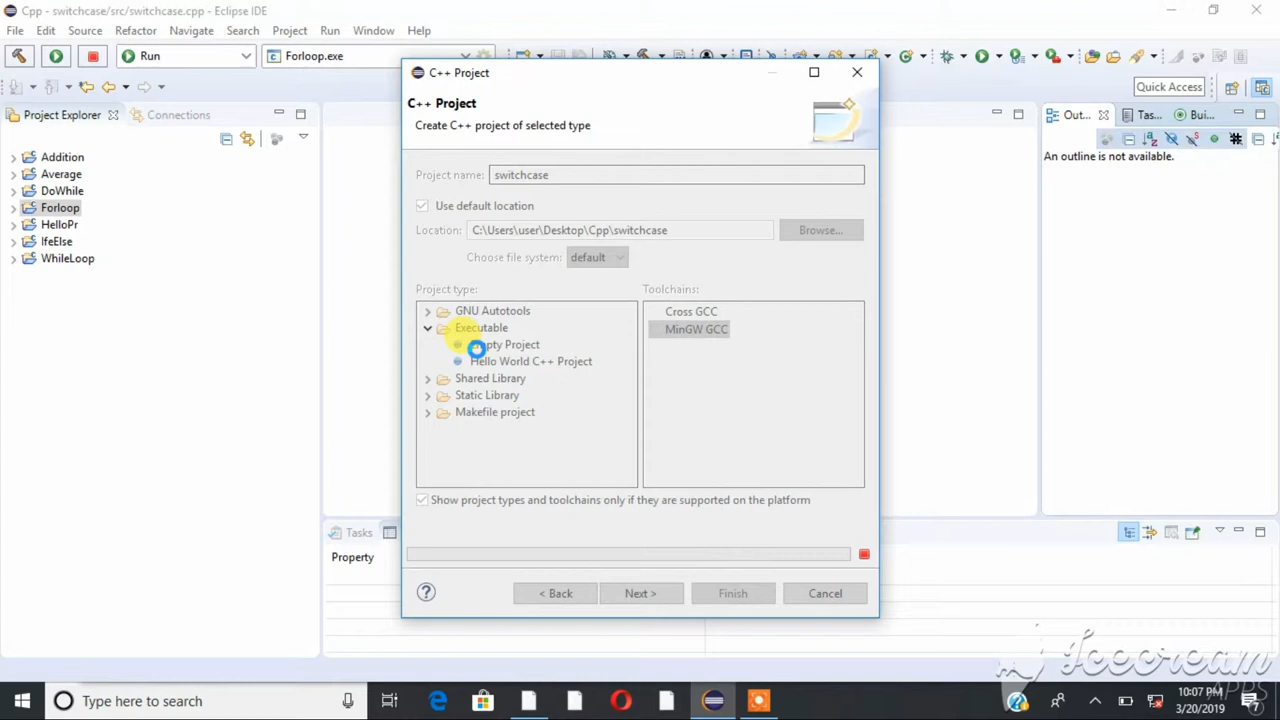 Cpp - switchcase/src/switchcase.cpp - Eclipse IDE
File Edit Source Refactor Navigate Search Project Run Window Help
Run
Forloop.exe
Quick Access
Project Explorer
Connections
Addition
Average
DoWhile
Forloop
HelloPr
IfeElse
WhileLoop
C++ Project
C++ Project
Create C++ project of selected type
Project name: switchcase
Use default location
Location: C:\Users\user\Desktop\Cpp\switchcase Browse...
Choose file system: default
Project type: Toolchains:
GNU Autotools
Executable
Empty Project
Hello World C++ Project
Shared Library
Static Library
Makefile project
Cross GCC
MinGW GCC
Show project types and toolchains only if they are supported on the platform
? < Back Next > Finish Cancel
Out... Tas... Bui...
An outline is not available.
Tasks
Property
Icecream
APPS
Type here to search
10:07 PM
3/20/2019
7